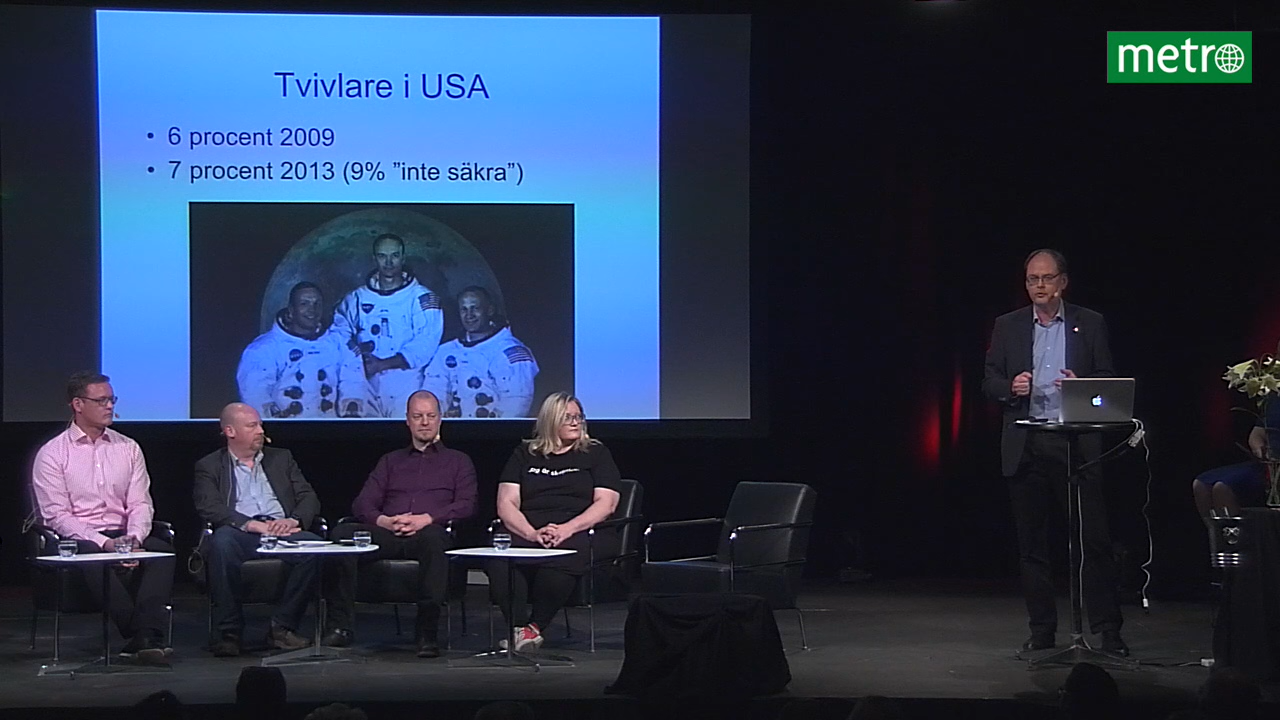 metro
Tvivlare i USA
• 6 procent 2009
• 7 procent 2013 (9% ”inte säkra”)